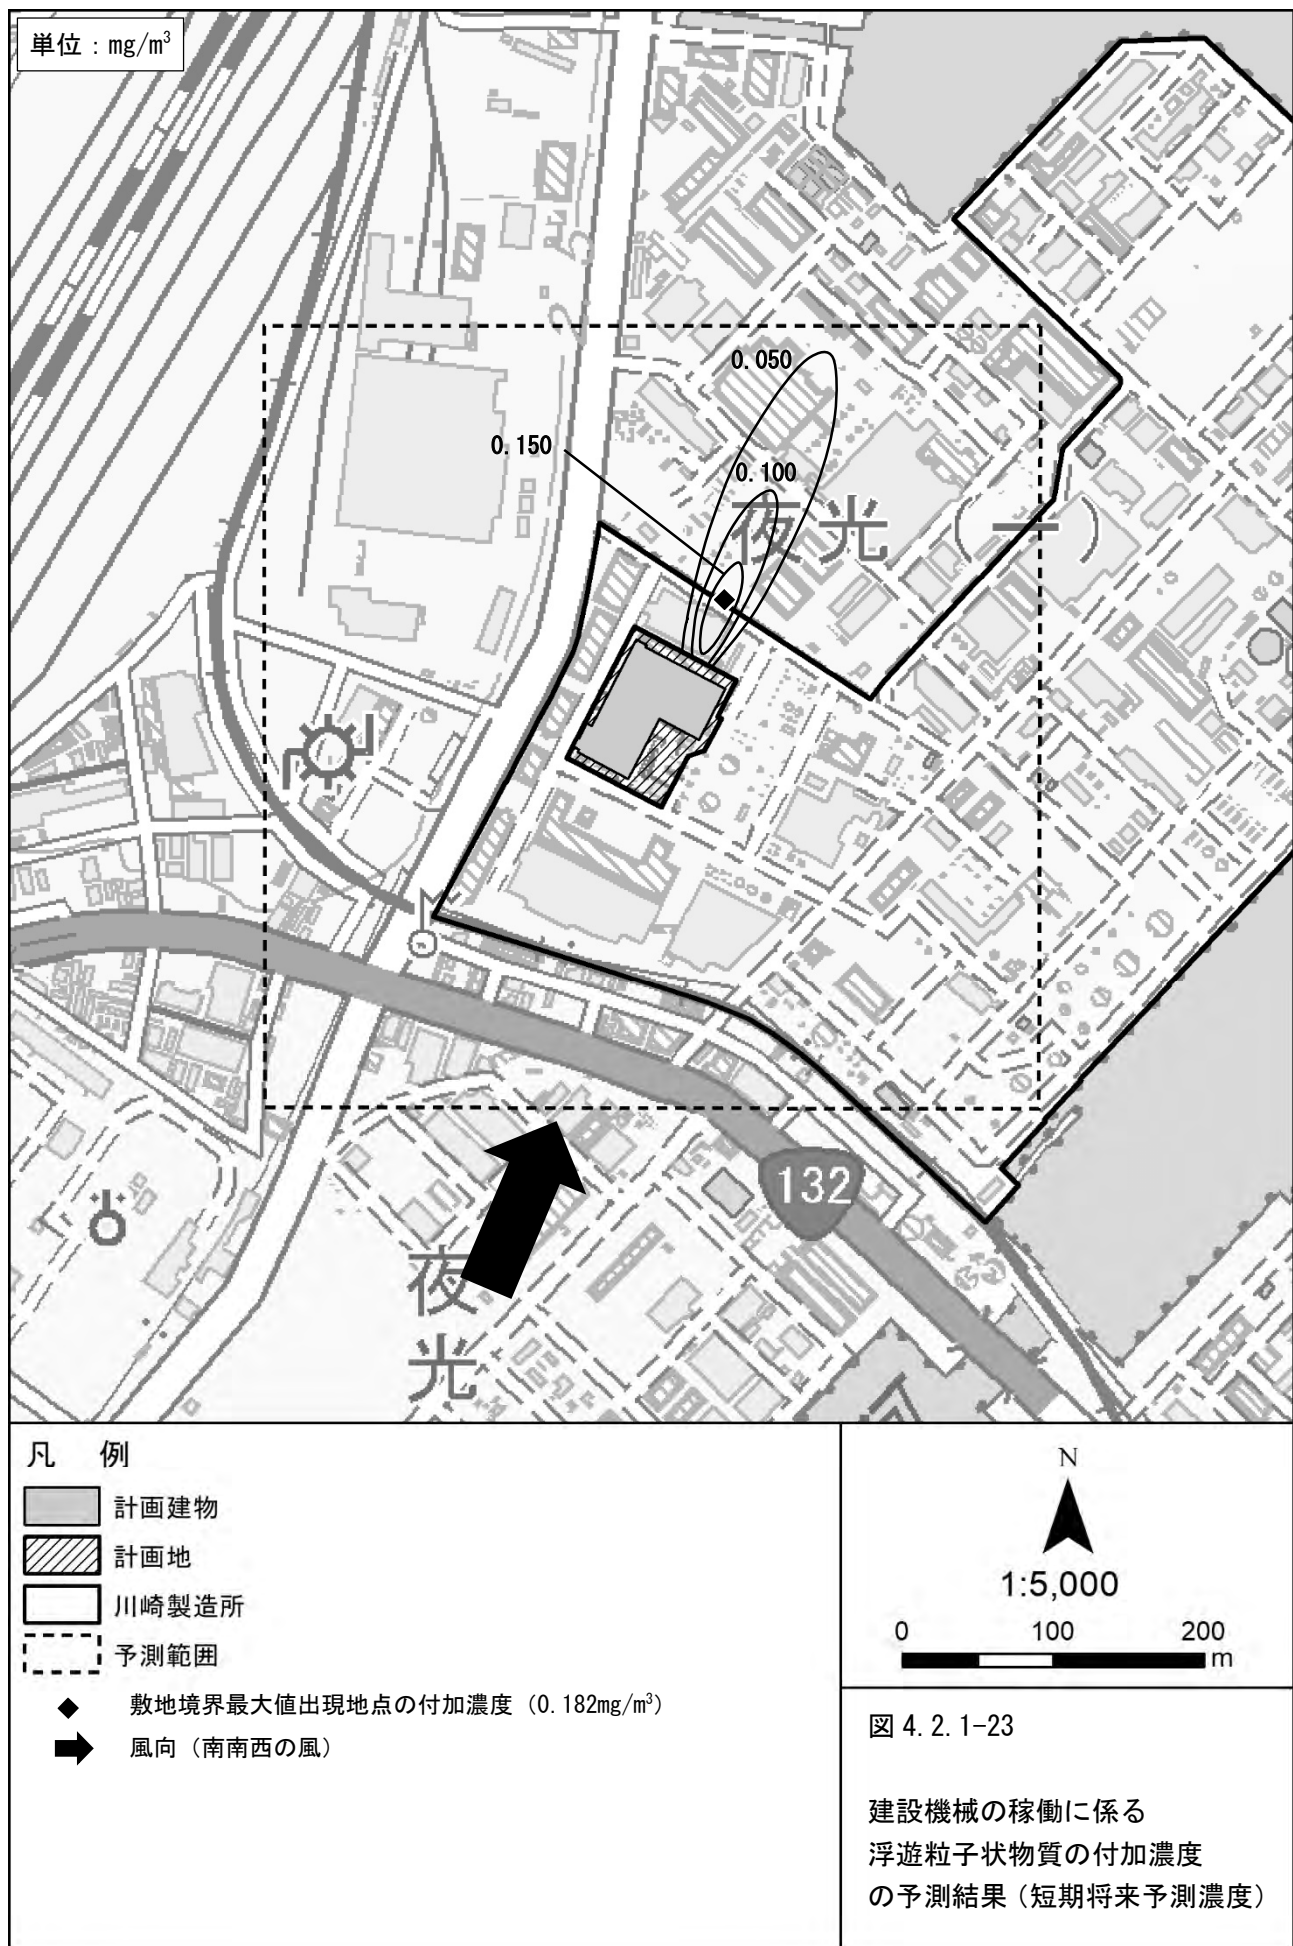 単位：mg/m³
2 5
0.050
0.150
0.100
夜光
(一)
132
夜
光
凡 例
計画建物
計画地
川崎製造所
予測範囲
敷地境界最大値出現地点の付加濃度（0.182mg/m³）
風向（南南西の風）
N
1:5,000
0 100 200
m
図 4.2.1-23
建設機械の稼働に係る
浮遊粒子状物質の付加濃度
の予測結果（短期将来予測濃度）